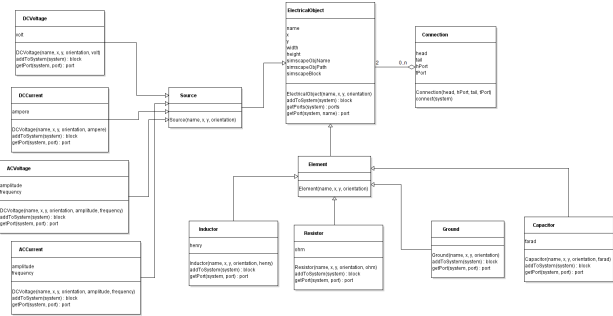 DCVoltage
volt
DCVoltage(name, x, y, orientation, volt)
addToSystem(system) : block
getPort(system, port) : port
DCCurrent
ampere
DCCurrent(name, x, y, orientation, ampere)
addToSystem(system) : block
getPort(system, port) : port
ACVoltage
amplitude
frequency
DCVoltage(name, x, y, orientation, amplitude, frequency)
addToSystem(system) : block
getPort(system, port) : port
ACCurrent
amplitude
frequency
DCVoltage(name, x, y, orientation, amplitude, frequency)
addToSystem(system) : block
getPort(system, port) : port
Source
Source(name, x, y, orientation)
ElectricalObject
name
x
y
width
height
simscapeObjName
simscapeObjPath
simscapeBlock
ElectricalObject(name, x, y, orientation)
addToSystem(system) : block
getPorts(system) : ports
getPort(system, name) : port
2
0..n
Connection
head
tail
hPort
tPort
Connection(head, hPort, tail, tPort)
connect(system)
Element
Element(name, x, y, orientation)
Inductor
henry
Inductor(name, x, y, orientation, henry)
addToSystem(system) : block
getPort(system, port) : port
Resistor
ohm
Resistor(name, x, y, orientation, ohm)
addToSystem(system) : block
getPort(system, port) : port
Ground
Ground(name, x, y, orientation)
addToSystem(system) : block
getPort(system, port) : port
Capacitor
farad
Capacitor(name, x, y, orientation, farad)
addToSystem(system) : block
getPort(system, port) : port